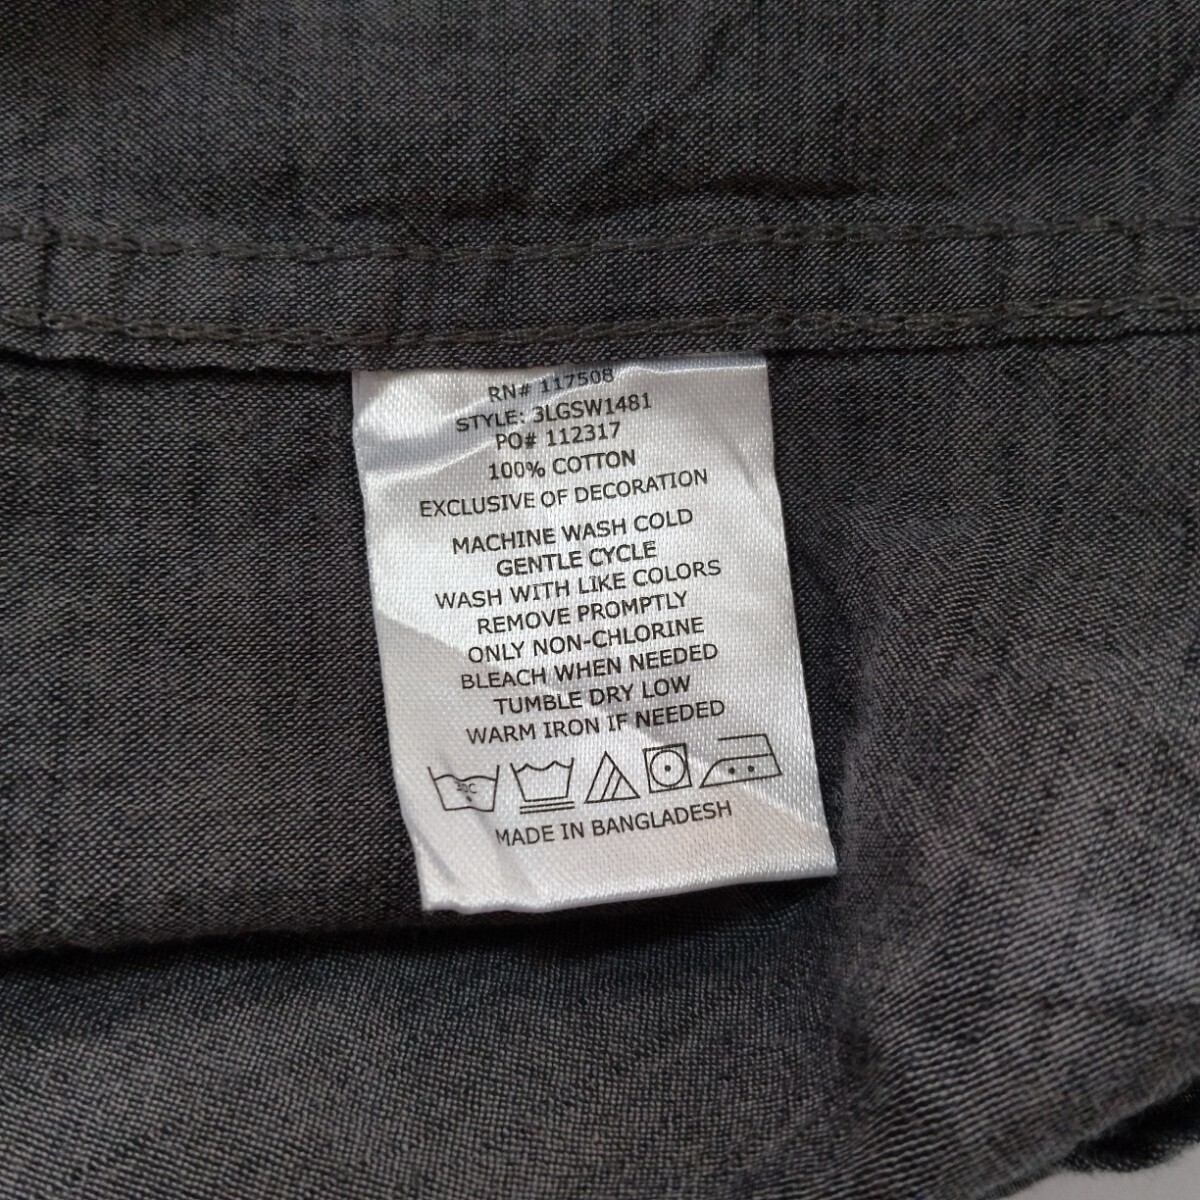 RN# 117508
STYLE: 3LGSW1481
PO# 112317
100% COTTON
EXCLUSIVE OF DECORATION
MACHINE WASH COLD
GENTLE CYCLE
WASH WITH LIKE COLORS
REMOVE PROMPTLY
ONLY NON-CHLORINE
BLEACH WHEN NEEDED
TUMBLE DRY LOW
WARM IRON IF NEEDED
MADE IN BANGLADESH